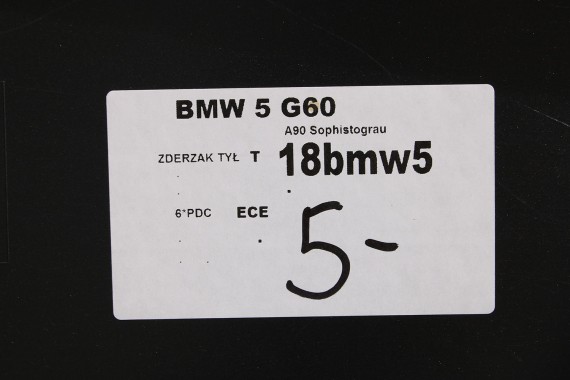 BMW 5 G60
A90 Sophistograu
ZDERZAK TYŁ T 18bmw5
6*PDC ECE
5-